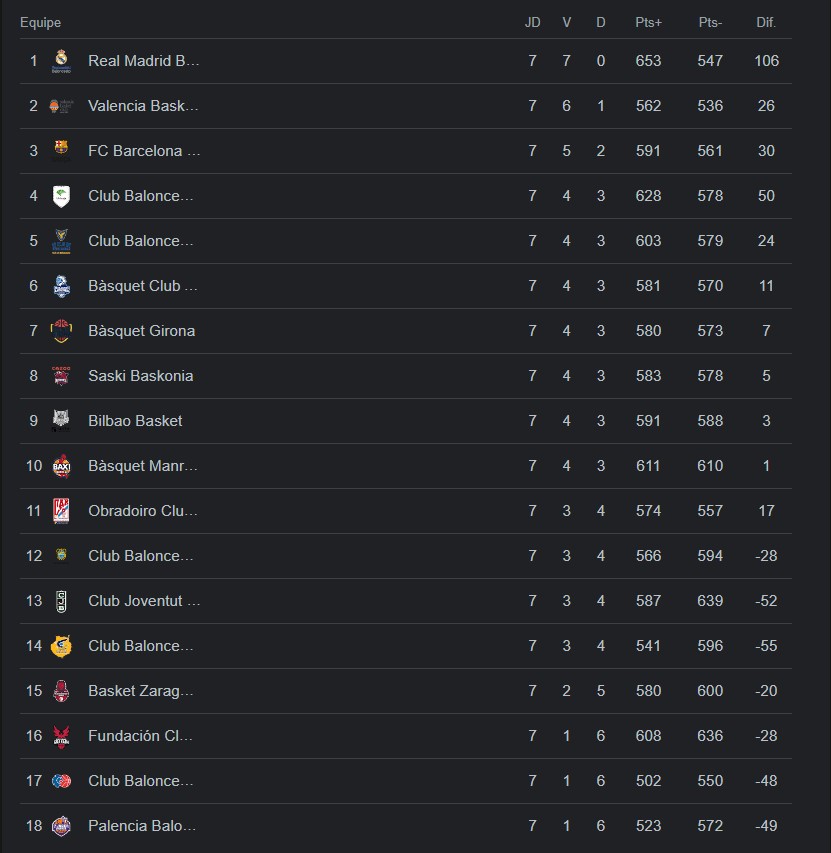 Equipe JD V D Pts+ Pts- Dif.
1 Real Madrid B... 7 7 0 653 547 106
2 Valencia Bask... 7 6 1 562 536 26
3 FC Barcelona ... 7 5 2 591 561 30
4 Club Balonce... 7 4 3 628 578 50
5 Club Balonce... 7 4 3 603 579 24
6 Bàsquet Club ... 7 4 3 581 570 11
7 Bàsquet Girona 7 4 3 580 573 7
8 Saski Baskonia 7 4 3 583 578 5
9 Bilbao Basket 7 4 3 591 588 3
10 BAXI Bàsquet Manr... 7 4 3 611 610 1
11 Obradoiro Clu... 7 3 4 574 557 17
12 Club Balonce... 7 3 4 566 594 -28
13 CJB Club Joventut ... 7 3 4 587 639 -52
14 Club Balonce... 7 3 4 541 596 -55
15 Basket Zarag... 7 2 5 580 600 -20
16 Fundación Cl... 7 1 6 608 636 -28
17 Club Balonce... 7 1 6 502 550 -48
18 Palencia Balo... 7 1 6 523 572 -49